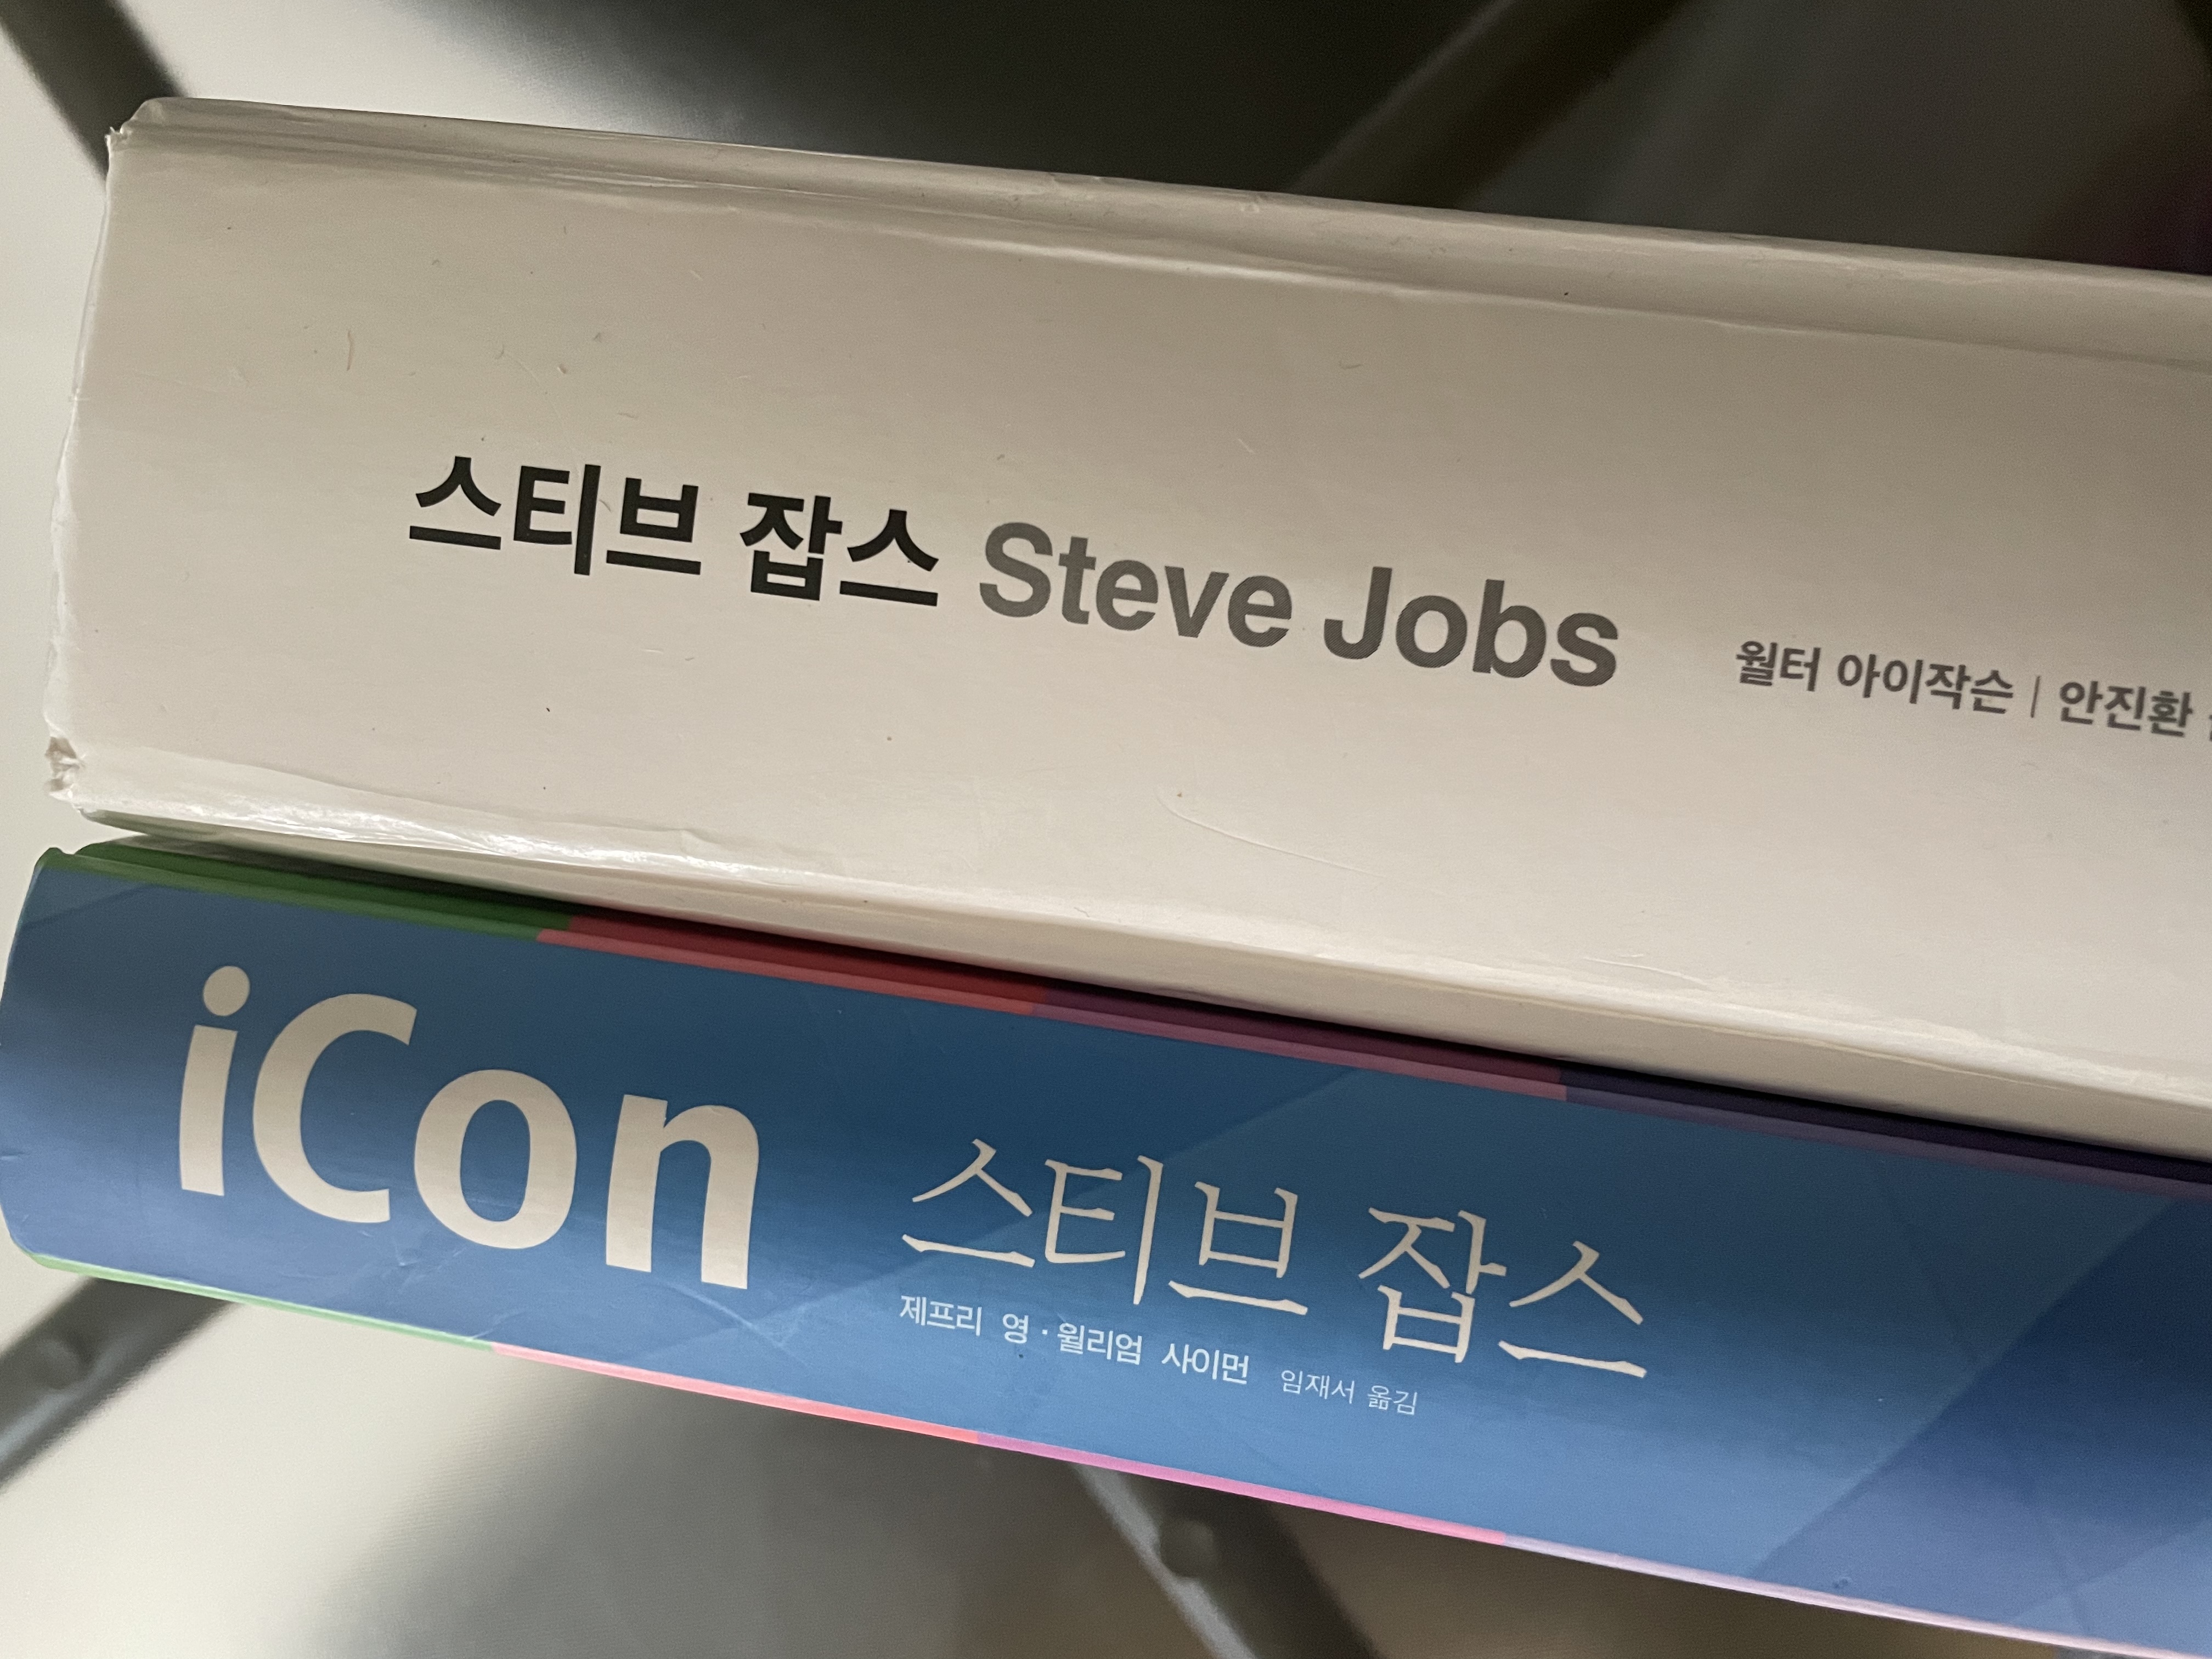 스티브 잡스 Steve Jobs 월터 아이작슨 | 안진환
iCon 스티브 잡스
제프리 영·윌리엄 사이먼 임재서 옮김